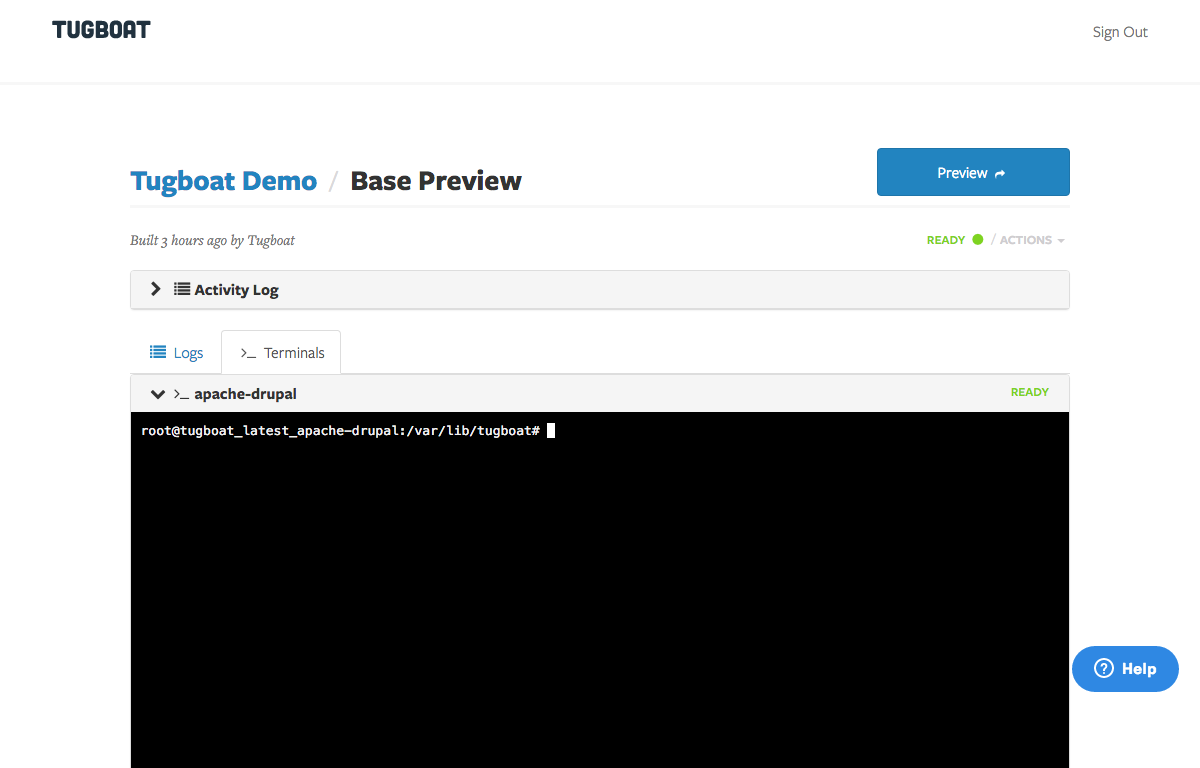 TUGBOAT
Sign Out
Tugboat Demo / Base Preview
Preview
Built 3 hours ago by Tugboat
READY / ACTIONS
Activity Log
Logs
>_ Terminals
>_ apache-drupal
READY
root@tugboat_latest_apache-drupal:/var/lib/tugboat#
? Help